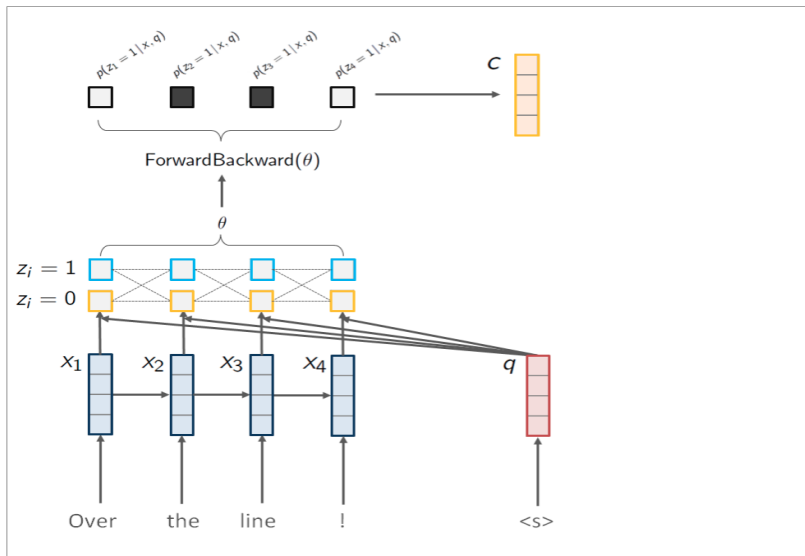 p(z₁ = 1 | x, q) p(z₂ = 1 | x, q) p(z₃ = 1 | x, q) p(z₄ = 1 | x, q)
c
ForwardBackward(θ)
θ
zᵢ = 1
zᵢ = 0
x₁ x₂ x₃ x₄ q
Over the line ! <s>